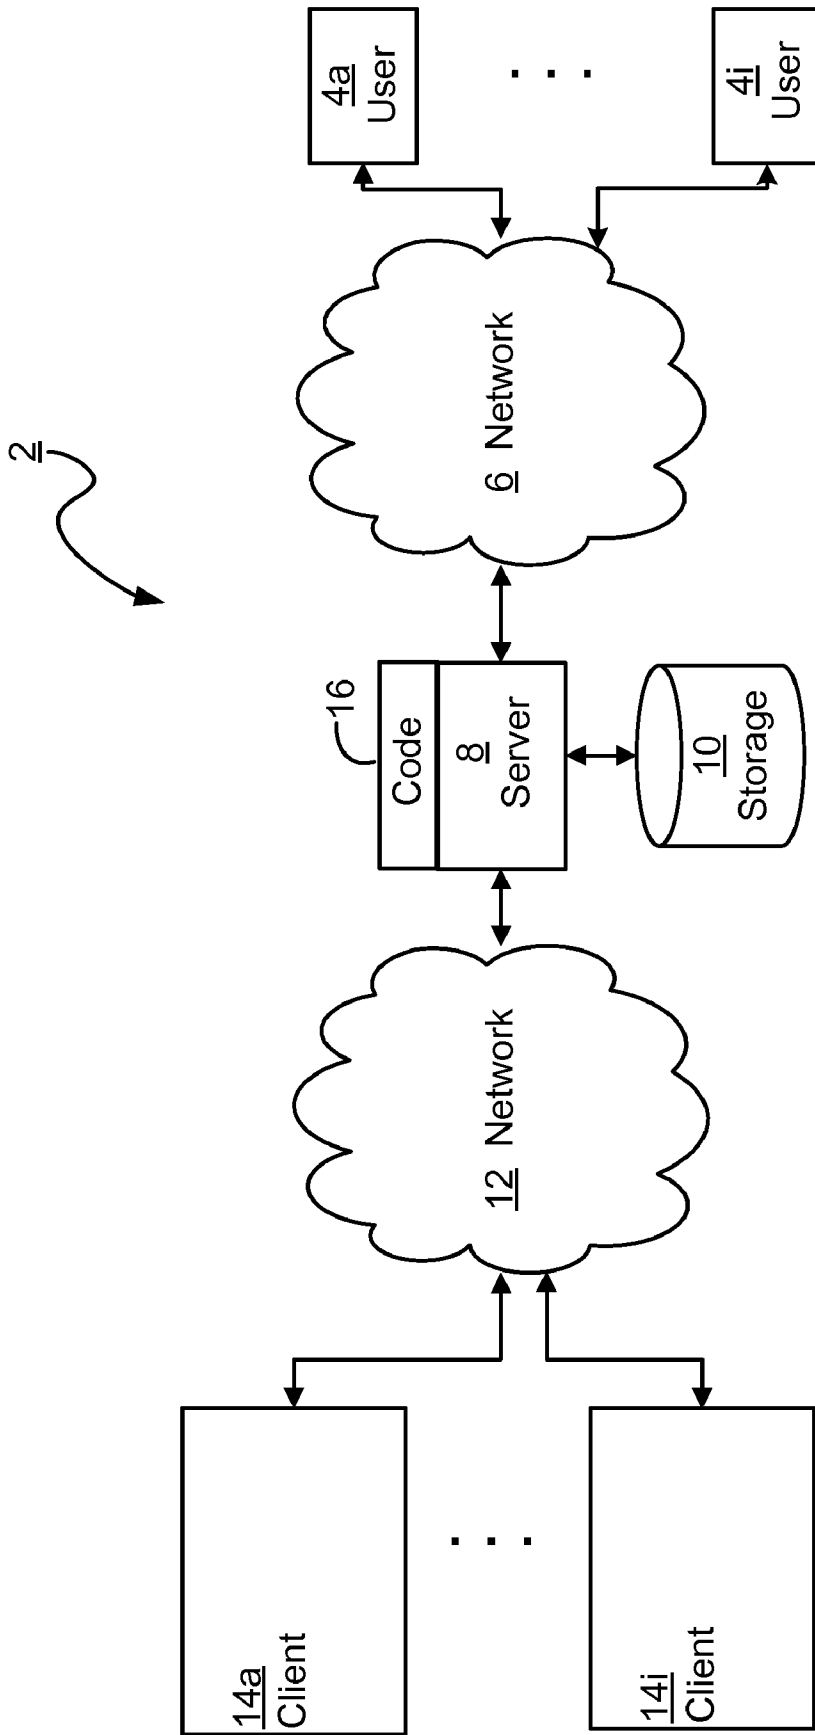 2
14a
Client
14i
Client
12 Network
16
Code
8
Server
10
Storage
6 Network
4a
User
4i
User
. . .
. . .